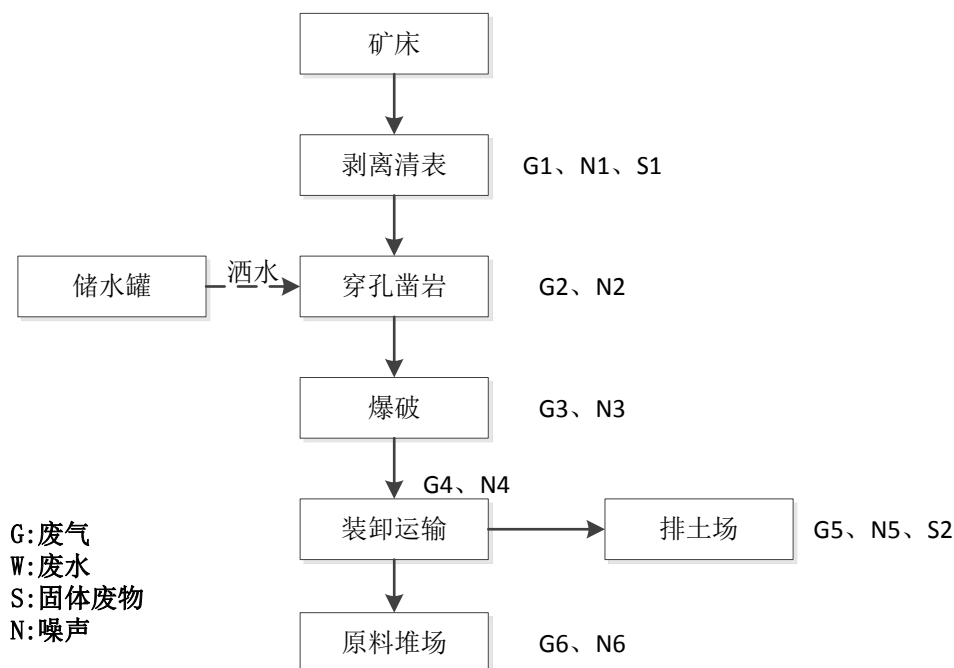 矿床
剥离清表
G1、N1、S1
储水罐
洒水
穿孔凿岩
G2、N2
爆破
G3、N3
G4、N4
装卸运输
排土场
G5、N5、S2
原料堆场
G6、N6
G:废气
W:废水
S:固体废物
N:噪声